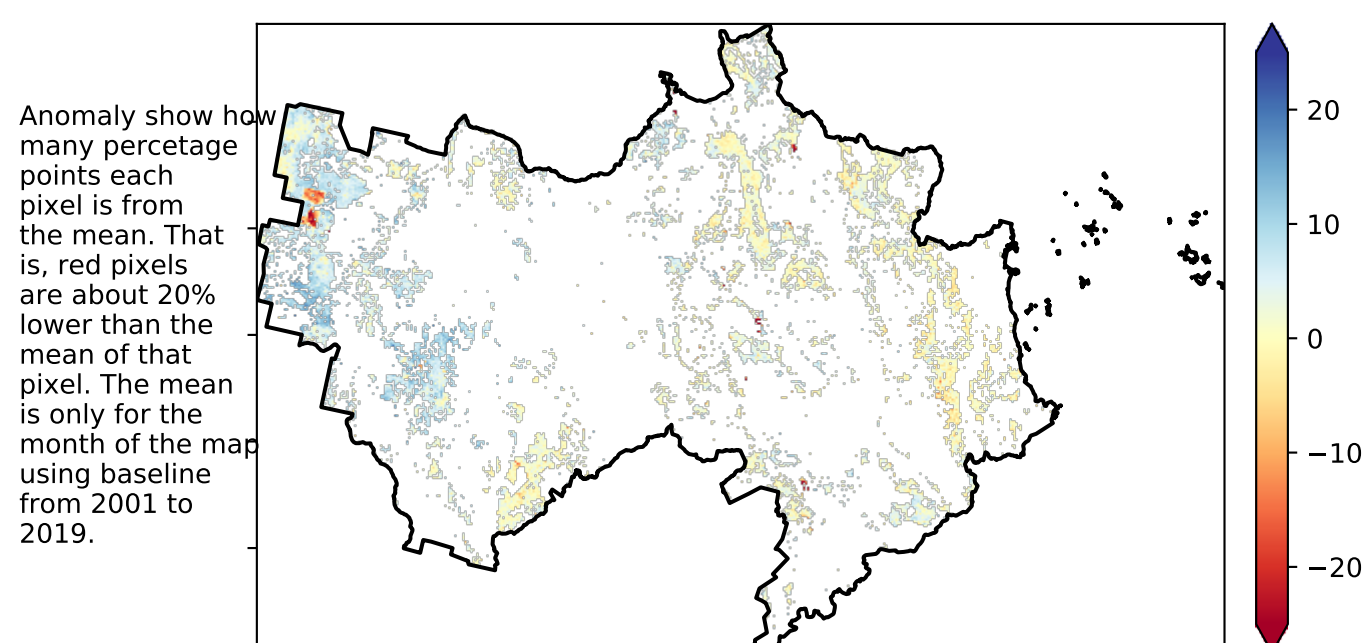 Anomaly show how
many percetage
points each
pixel is from
the mean. That
is, red pixels
are about 20%
lower than the
mean of that
pixel. The mean
is only for the
month of the map
using baseline
from 2001 to
2019.
20
10
0
−10
−20